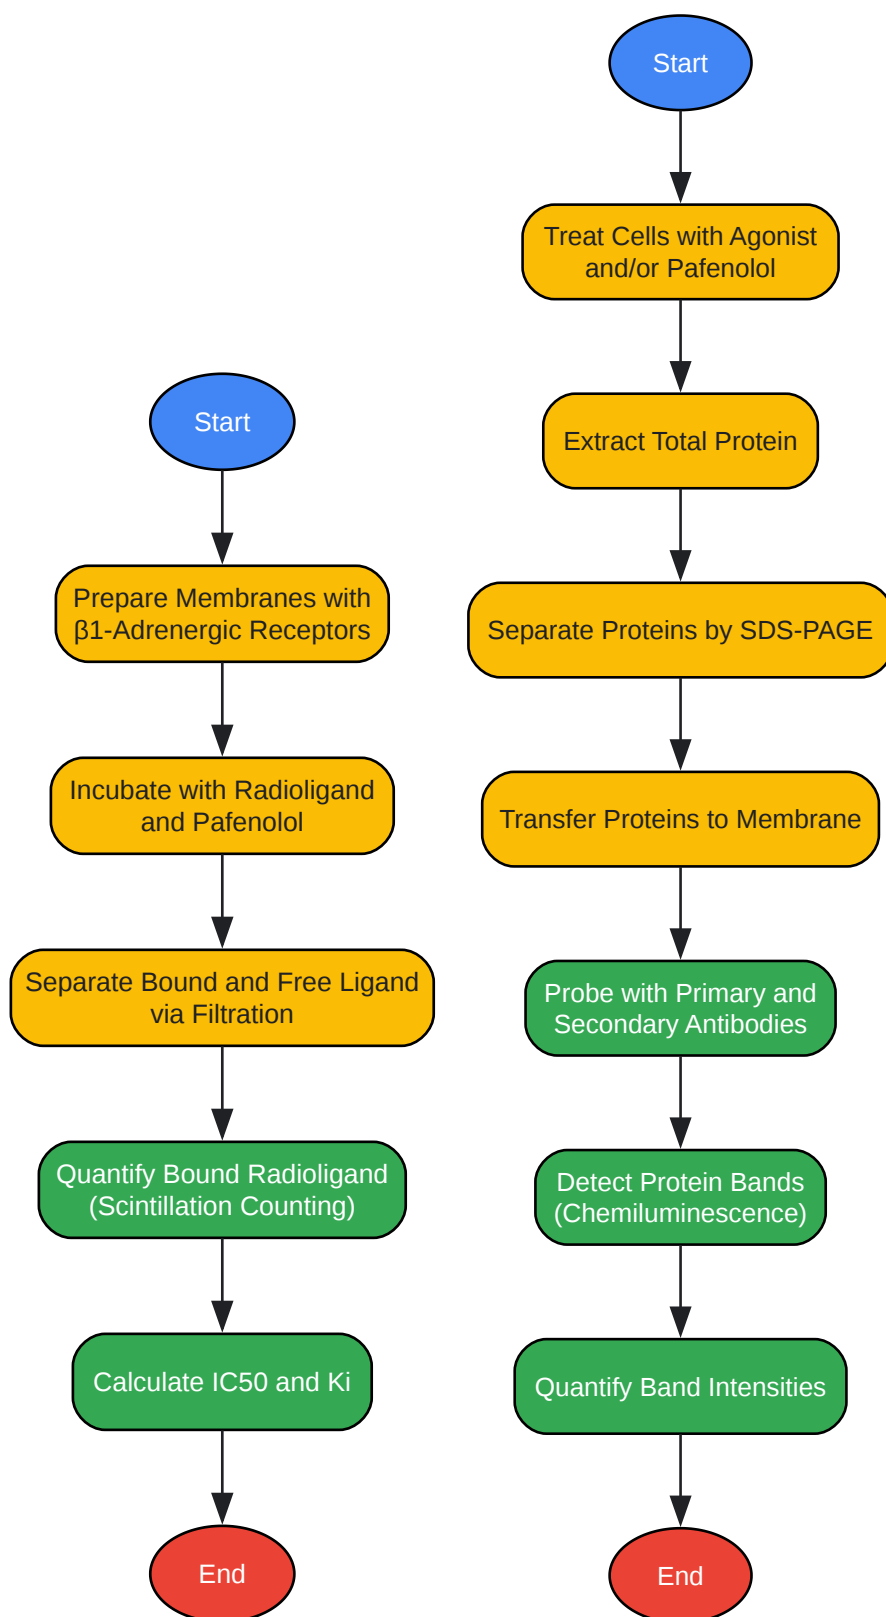 Start
Prepare Membranes with
β1-Adrenergic Receptors
Incubate with Radioligand
and Pafenolol
Separate Bound and Free Ligand
via Filtration
Quantify Bound Radioligand
(Scintillation Counting)
Calculate IC50 and Ki
End
Start
Treat Cells with Agonist
and/or Pafenolol
Extract Total Protein
Separate Proteins by SDS-PAGE
Transfer Proteins to Membrane
Probe with Primary and
Secondary Antibodies
Detect Protein Bands
(Chemiluminescence)
Quantify Band Intensities
End